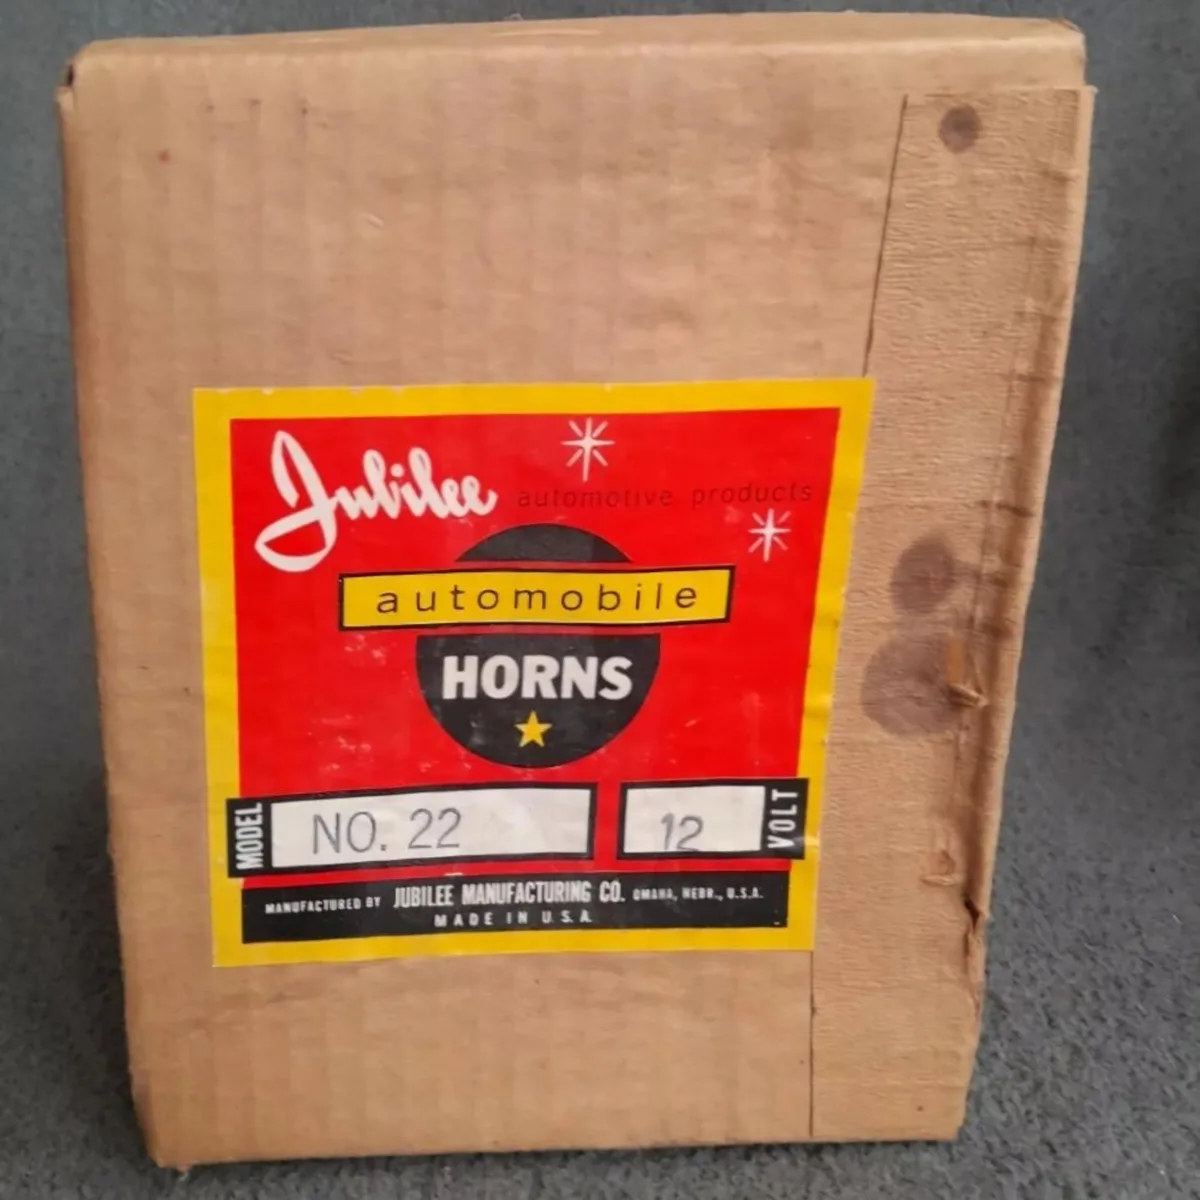 Jubilee automotive products
automobile
HORNS
MODEL NO. 22 12 VOLT
MANUFACTURED BY JUBILEE MANUFACTURING CO. OMAHA, NEBR., U.S.A.
MADE IN U.S.A.